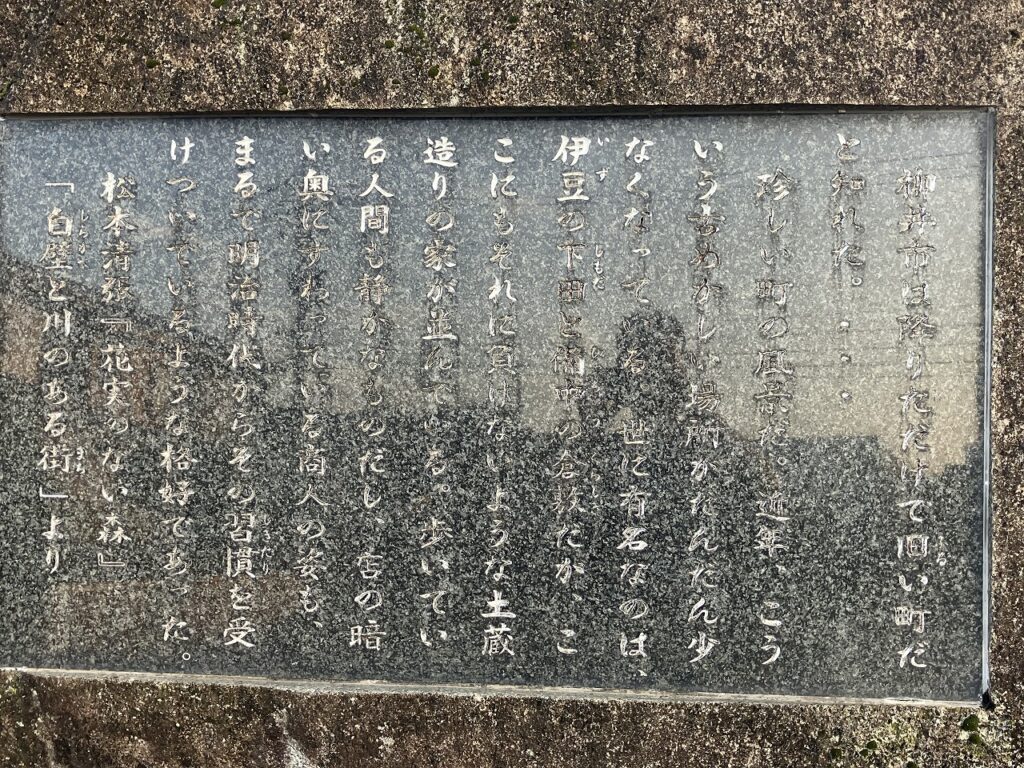 柳井市は降りただけで旧い町だ
と知れた。・・・・
珍しい町の風景だ。近年、こう
いう古めかしい場所がだんだん少
なくなっている。世に有名なのは、
伊豆の下田と備中の倉敷だが、こ
こにもそれに負けないような土蔵
造りの家が並んでいる。歩いてい
る人間も静かなものだし、店の暗
い奥にすわっている商人の姿も、
まるで明治時代からその習慣を受
けついでいるような格好であった。
松本清張『花実のない森』
「白壁と川のある街」より